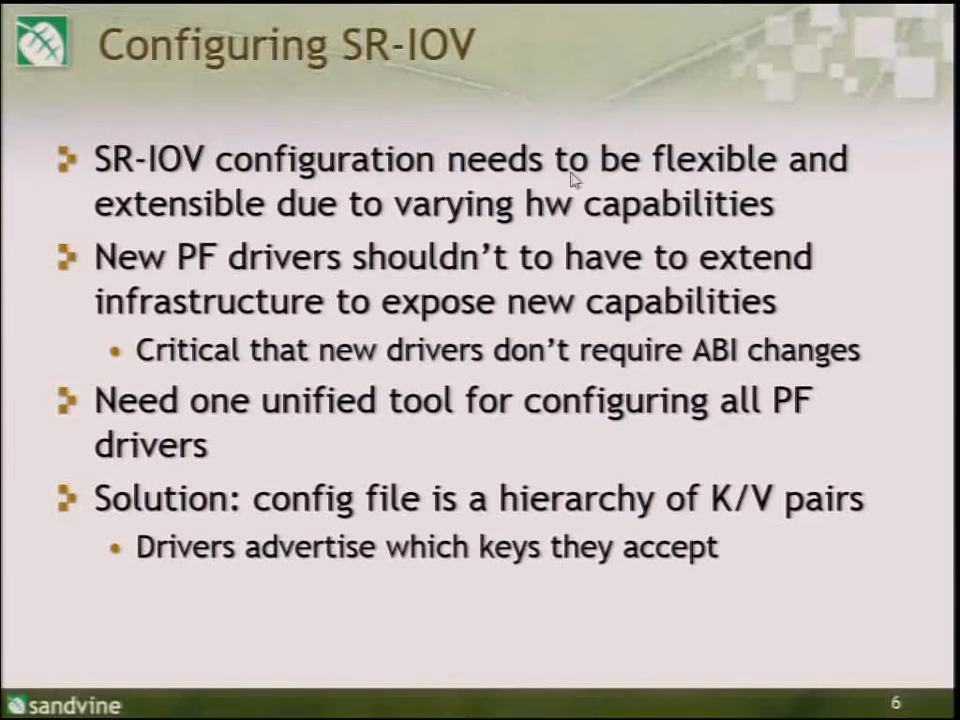 Configuring SR-IOV
SR-IOV configuration needs to be flexible and
extensible due to varying hw capabilities
New PF drivers shouldn't to have to extend
infrastructure to expose new capabilities
• Critical that new drivers don't require ABI changes
Need one unified tool for configuring all PF
drivers
Solution: config file is a hierarchy of K/V pairs
• Drivers advertise which keys they accept
sandvine
6